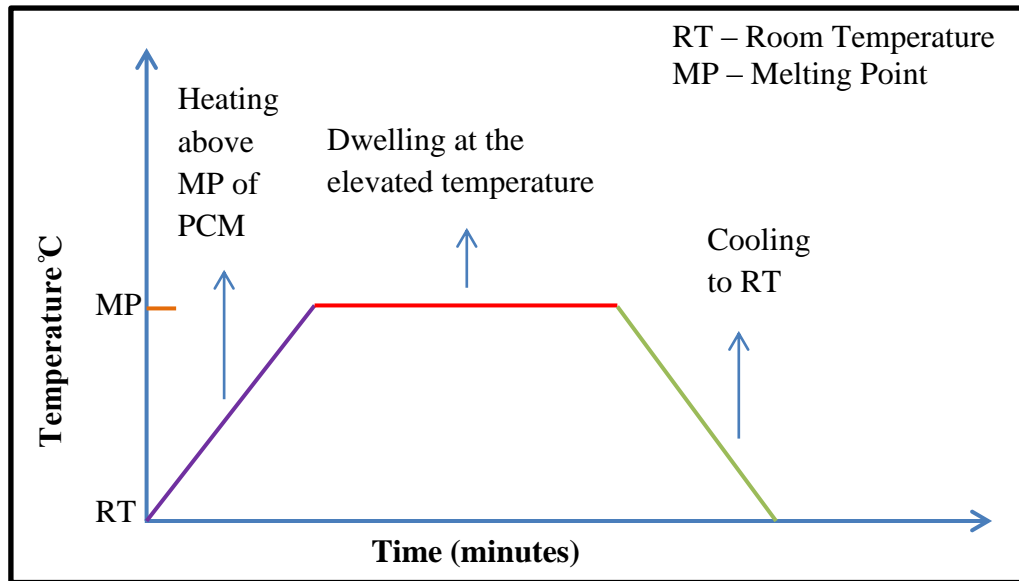 RT – Room Temperature
MP – Melting Point
Heating
above
MP of
PCM
Dwelling at the
elevated temperature
Cooling
to RT
Temperature ̊C
MP
RT
Time (minutes)